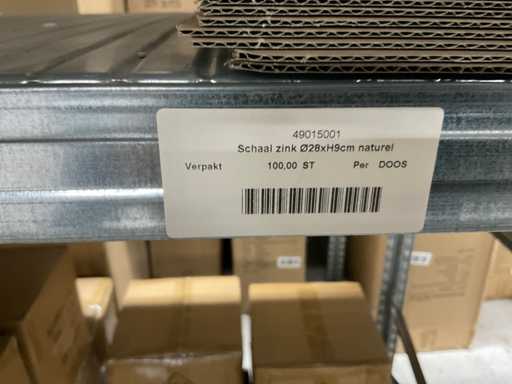 49015001
Schaal zink Ø28xH9cm naturel
Verpakt 100,00 ST Per DOOS